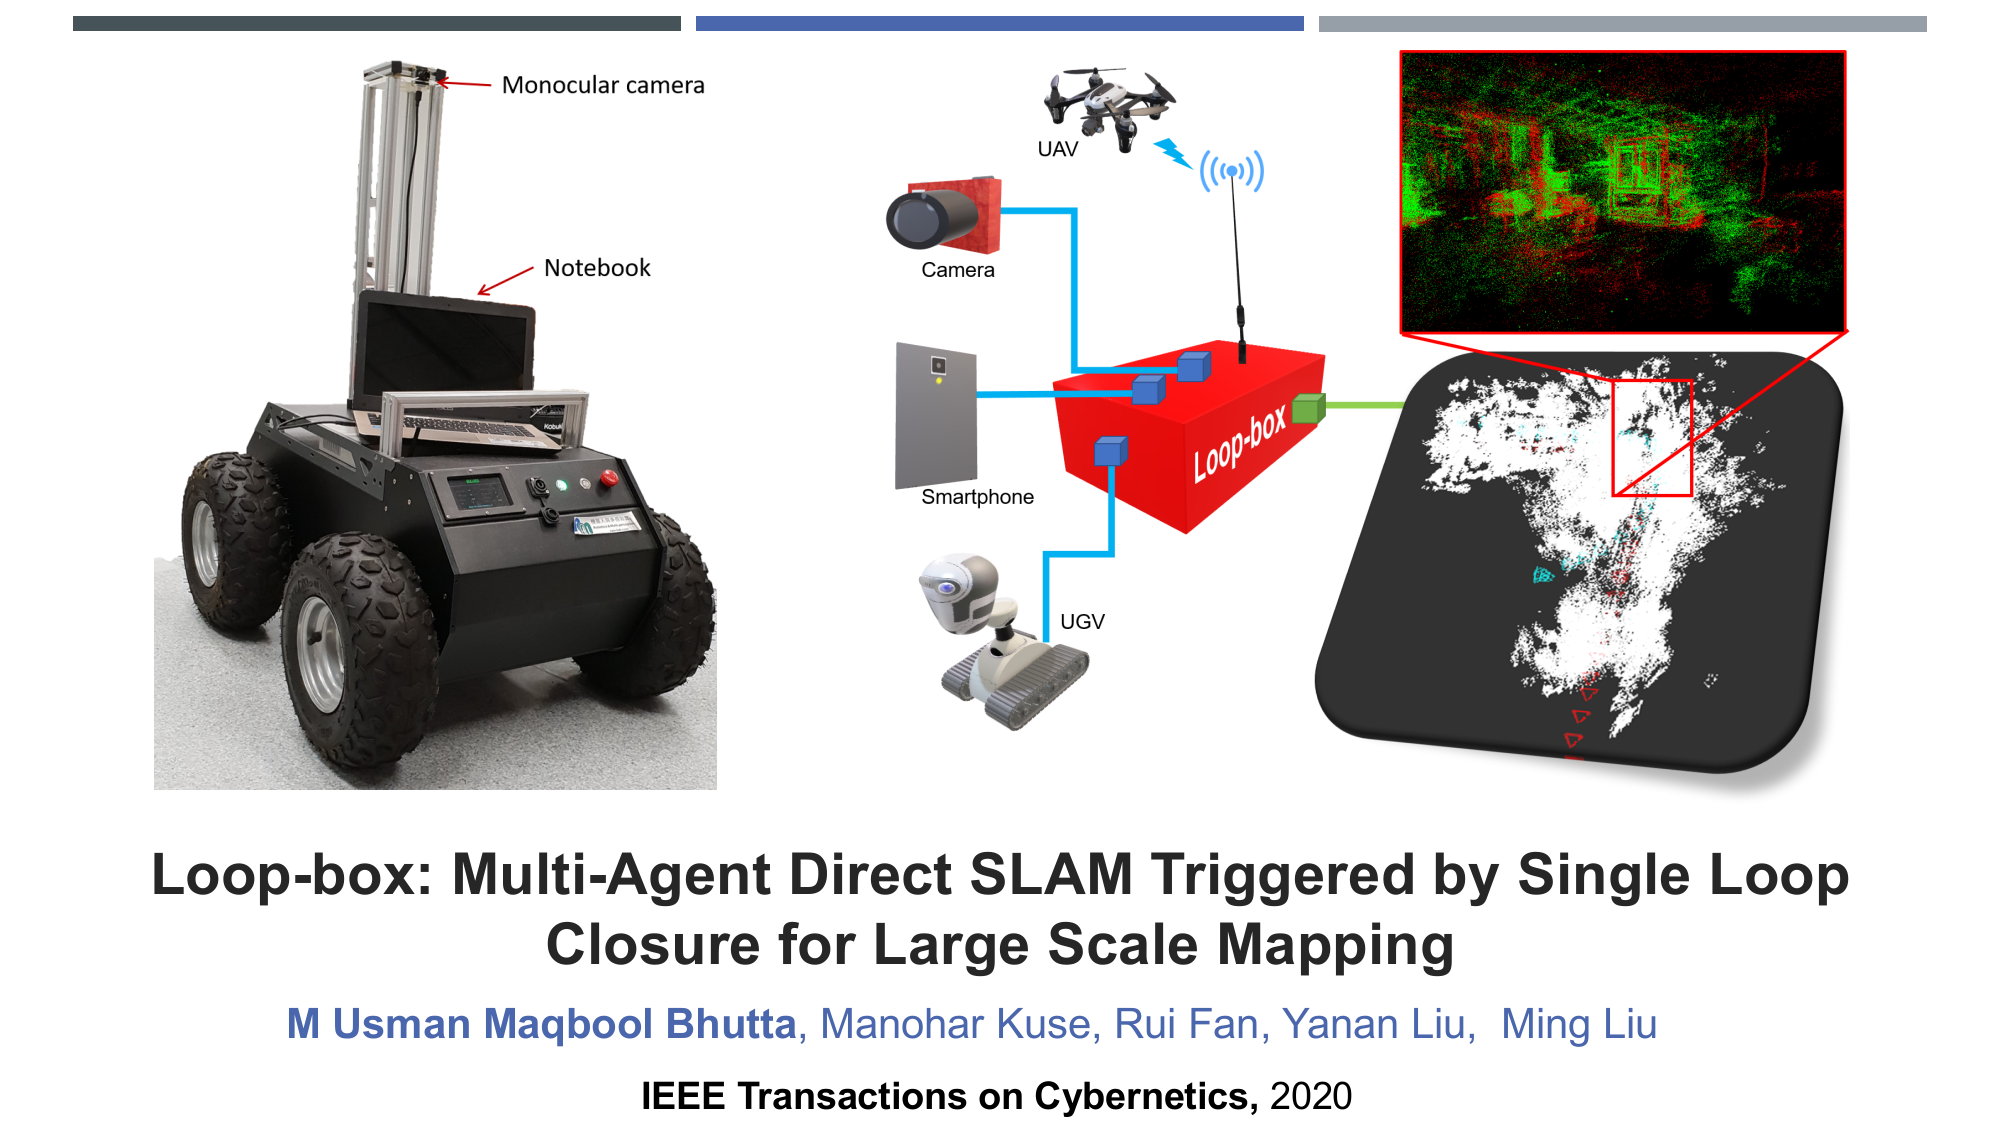 Monocular camera
Notebook
Kobuki
UAV
Camera
Smartphone
UGV
Loop-box
Loop-box: Multi-Agent Direct SLAM Triggered by Single Loop
Closure for Large Scale Mapping
M Usman Maqbool Bhutta, Manohar Kuse, Rui Fan, Yanan Liu, Ming Liu
IEEE Transactions on Cybernetics, 2020